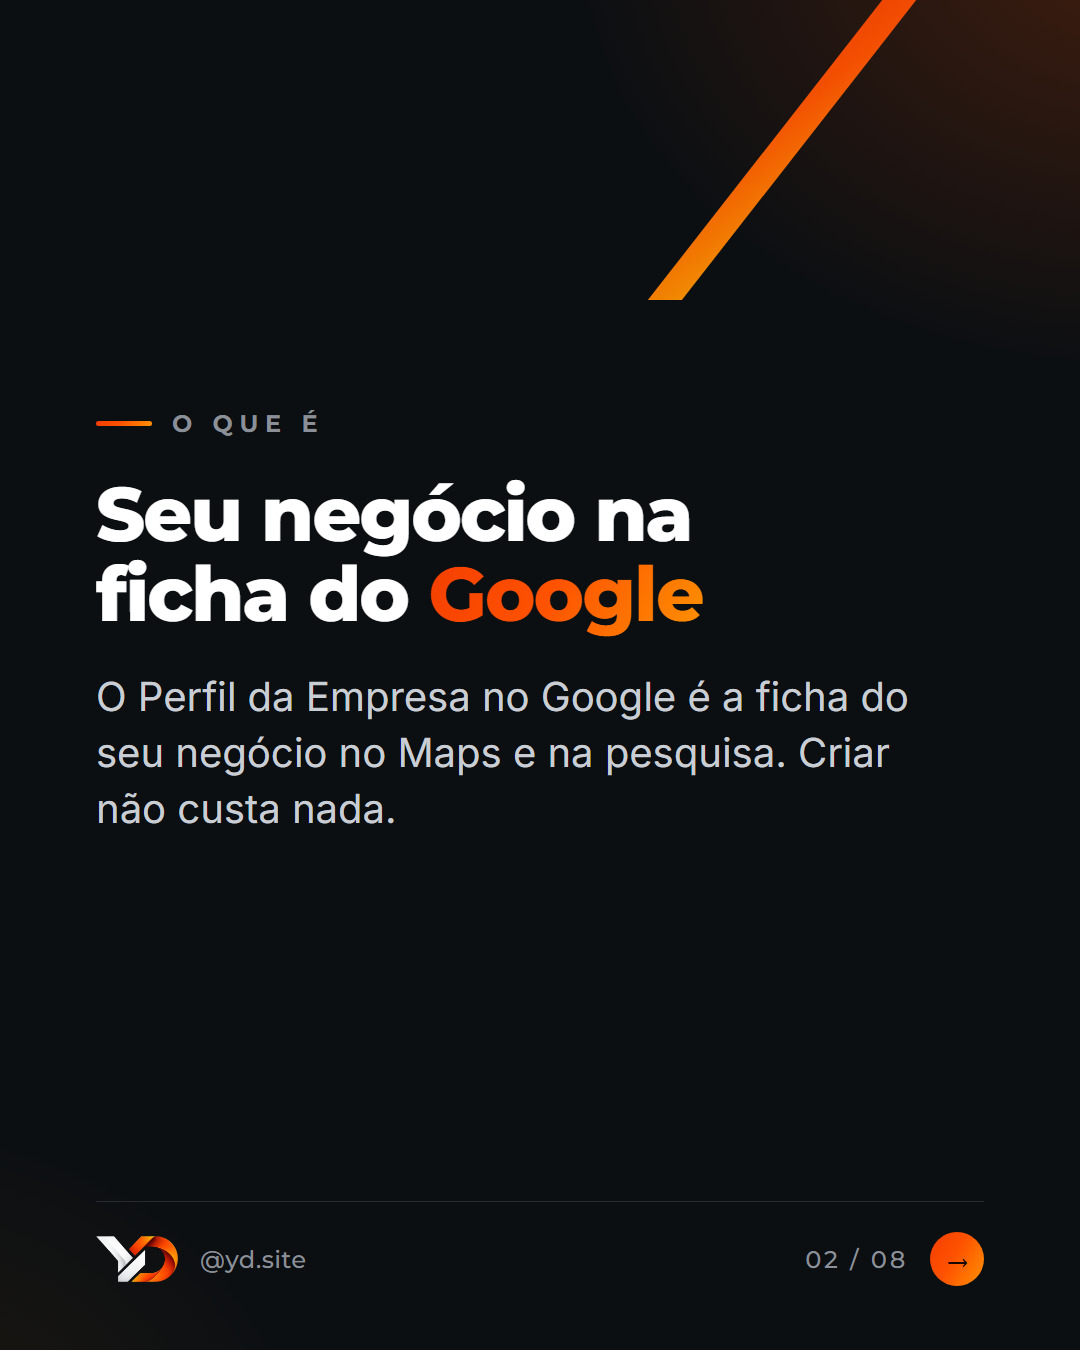 O QUE É
Seu negócio na
ficha do Google
O Perfil da Empresa no Google é a ficha do
seu negócio no Maps e na pesquisa. Criar
não custa nada.
YD @yd.site 02 / 08 →